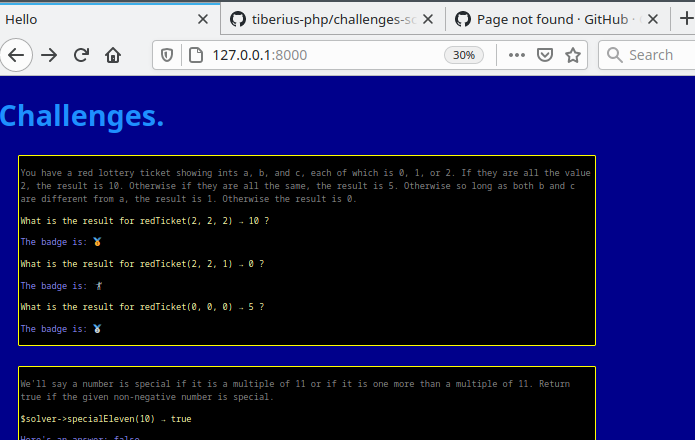 Hello
tiberius-php/challenges-so
Page not found · GitHub ·
127.0.0.1:8000
30%
Search
Challenges.
You have a red lottery ticket showing ints a, b, and c, each of which is 0, 1, or 2. If they are all the value
2, the result is 10. Otherwise if they are all the same, the result is 5. Otherwise so long as both b and c
are different from a, the result is 1. Otherwise the result is 0.
What is the result for redTicket(2, 2, 2) → 10 ?
The badge is: 🏅
What is the result for redTicket(2, 2, 1) → 0 ?
The badge is:
What is the result for redTicket(0, 0, 0) → 5 ?
The badge is: 🥈
We'll say a number is special if it is a multiple of 11 or if it is one more than a multiple of 11. Return
true if the given non-negative number is special.
$solver->specialEleven(10) → true
Here's an answer: false